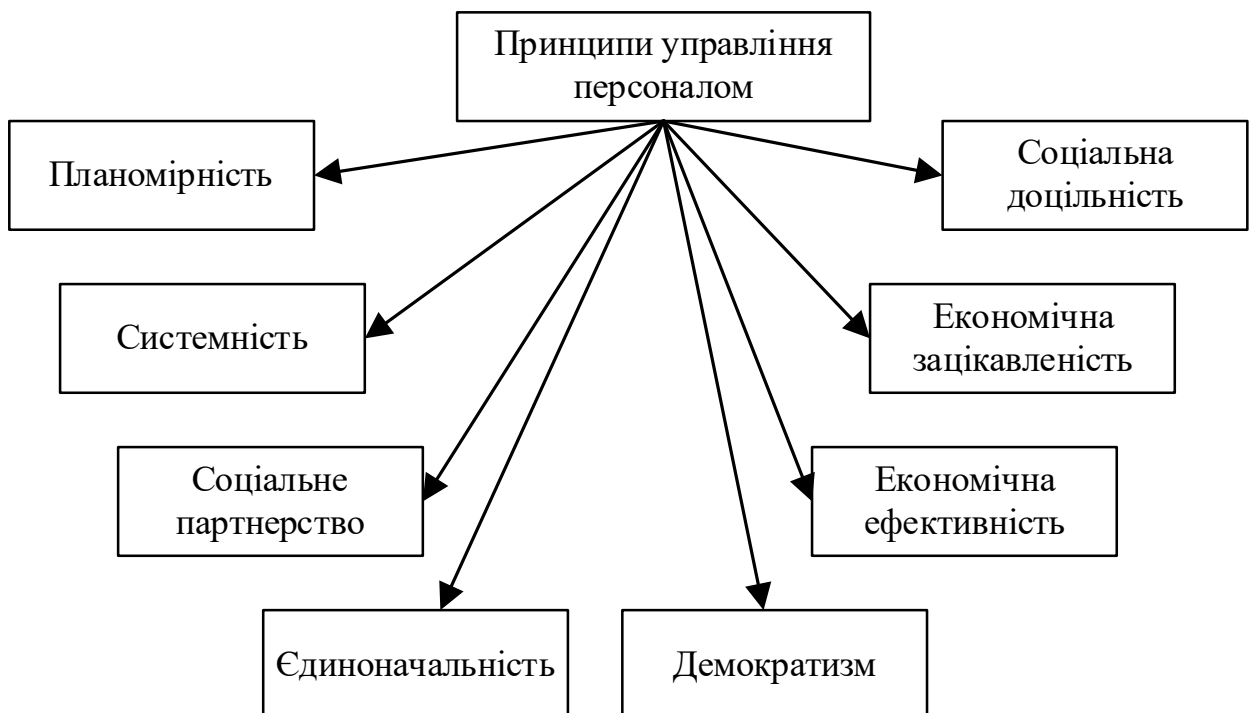 Принципи управління
персоналом
Планомірність
Соціальна
доцільність
Системність
Економічна
зацікавленість
Соціальне
партнерство
Економічна
ефективність
Єдиноначальність
Демократизм